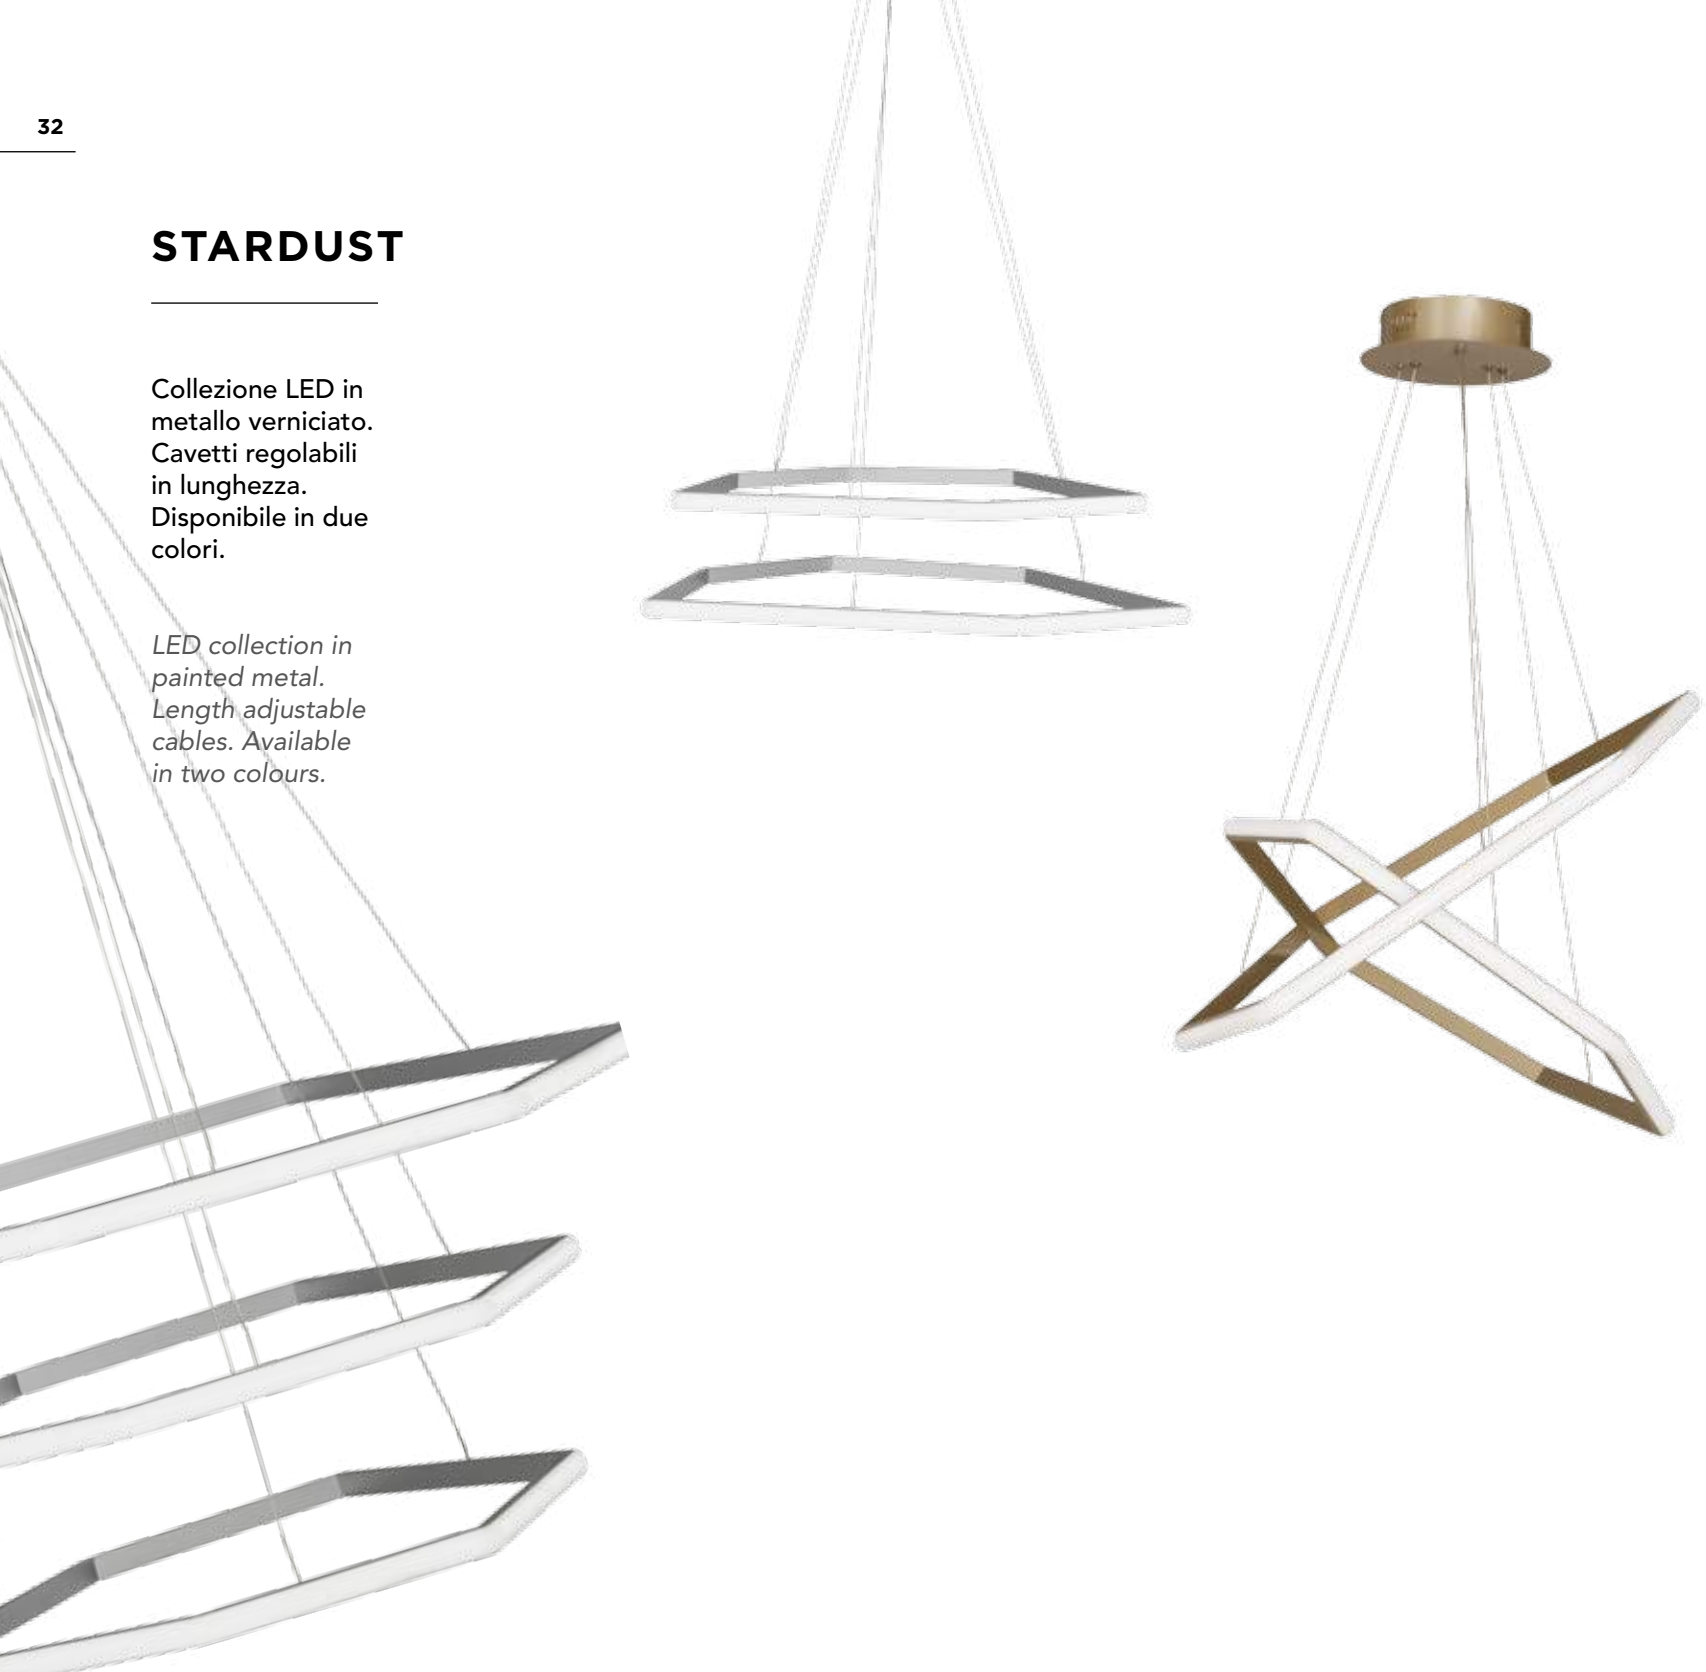 32
STARDUST
Collezione LED in
metallo verniciato.
Cavetti regolabili
in lunghezza.
Disponibile in due
colori.
LED collection in
painted metal.
Length adjustable
cables. Available
in two colours.